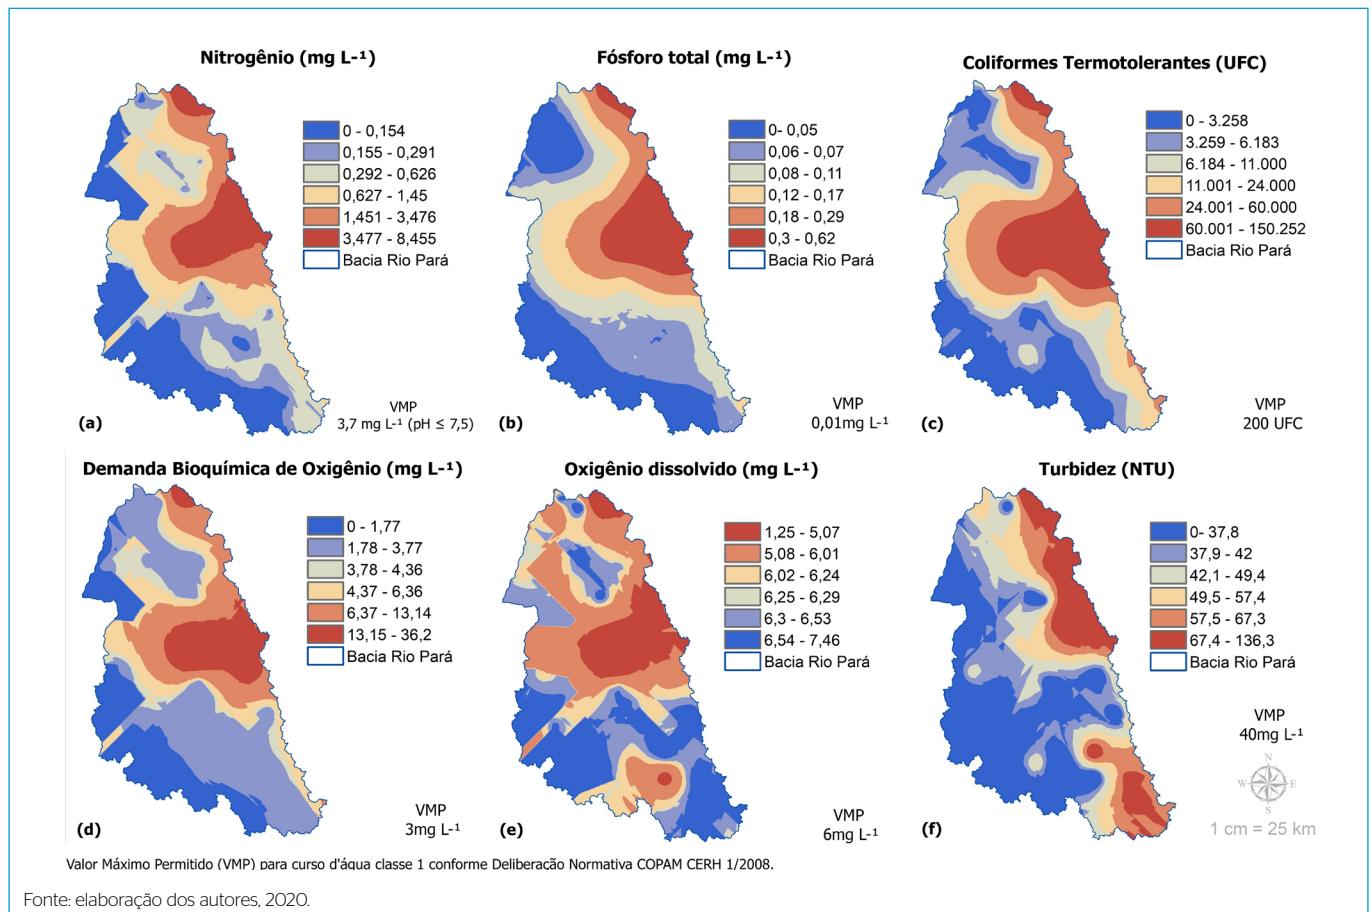 Nitrogênio (mg L-¹)
0 - 0,154
0,155 - 0,291
0,292 - 0,626
0,627 - 1,45
1,451 - 3,476
3,477 - 8,455
Bacia Rio Pará
VMP
3,7 mg L-¹ (pH ≤ 7,5)
(a)
Fósforo total (mg L-¹)
0- 0,05
0,06 - 0,07
0,08 - 0,11
0,12 - 0,17
0,18 - 0,29
0,3 - 0,62
Bacia Rio Pará
VMP
0,01mg L-¹
(b)
Coliformes Termotolerantes (UFC)
0 - 3.258
3.259 - 6.183
6.184 - 11.000
11.001 - 24.000
24.001 - 60.000
60.001 - 150.252
Bacia Rio Pará
VMP
200 UFC
(c)
Demanda Bioquímica de Oxigênio (mg L-¹)
0 - 1,77
1,78 - 3,77
3,78 - 4,36
4,37 - 6,36
6,37 - 13,14
13,15 - 36,2
Bacia Rio Pará
VMP
3mg L-¹
(d)
Oxigênio dissolvido (mg L-¹)
1,25 - 5,07
5,08 - 6,01
6,02 - 6,24
6,25 - 6,29
6,3 - 6,53
6,54 - 7,46
Bacia Rio Pará
VMP
6mg L-¹
(e)
Turbidez (NTU)
0- 37,8
37,9 - 42
42,1 - 49,4
49,5 - 57,4
57,5 - 67,3
67,4 - 136,3
Bacia Rio Pará
VMP
40mg L-¹
N
W E
S
1 cm = 25 km
(f)
Valor Máximo Permitido (VMP) para curso d'água classe 1 conforme Deliberação Normativa COPAM CERH 1/2008.
Fonte: elaboração dos autores, 2020.